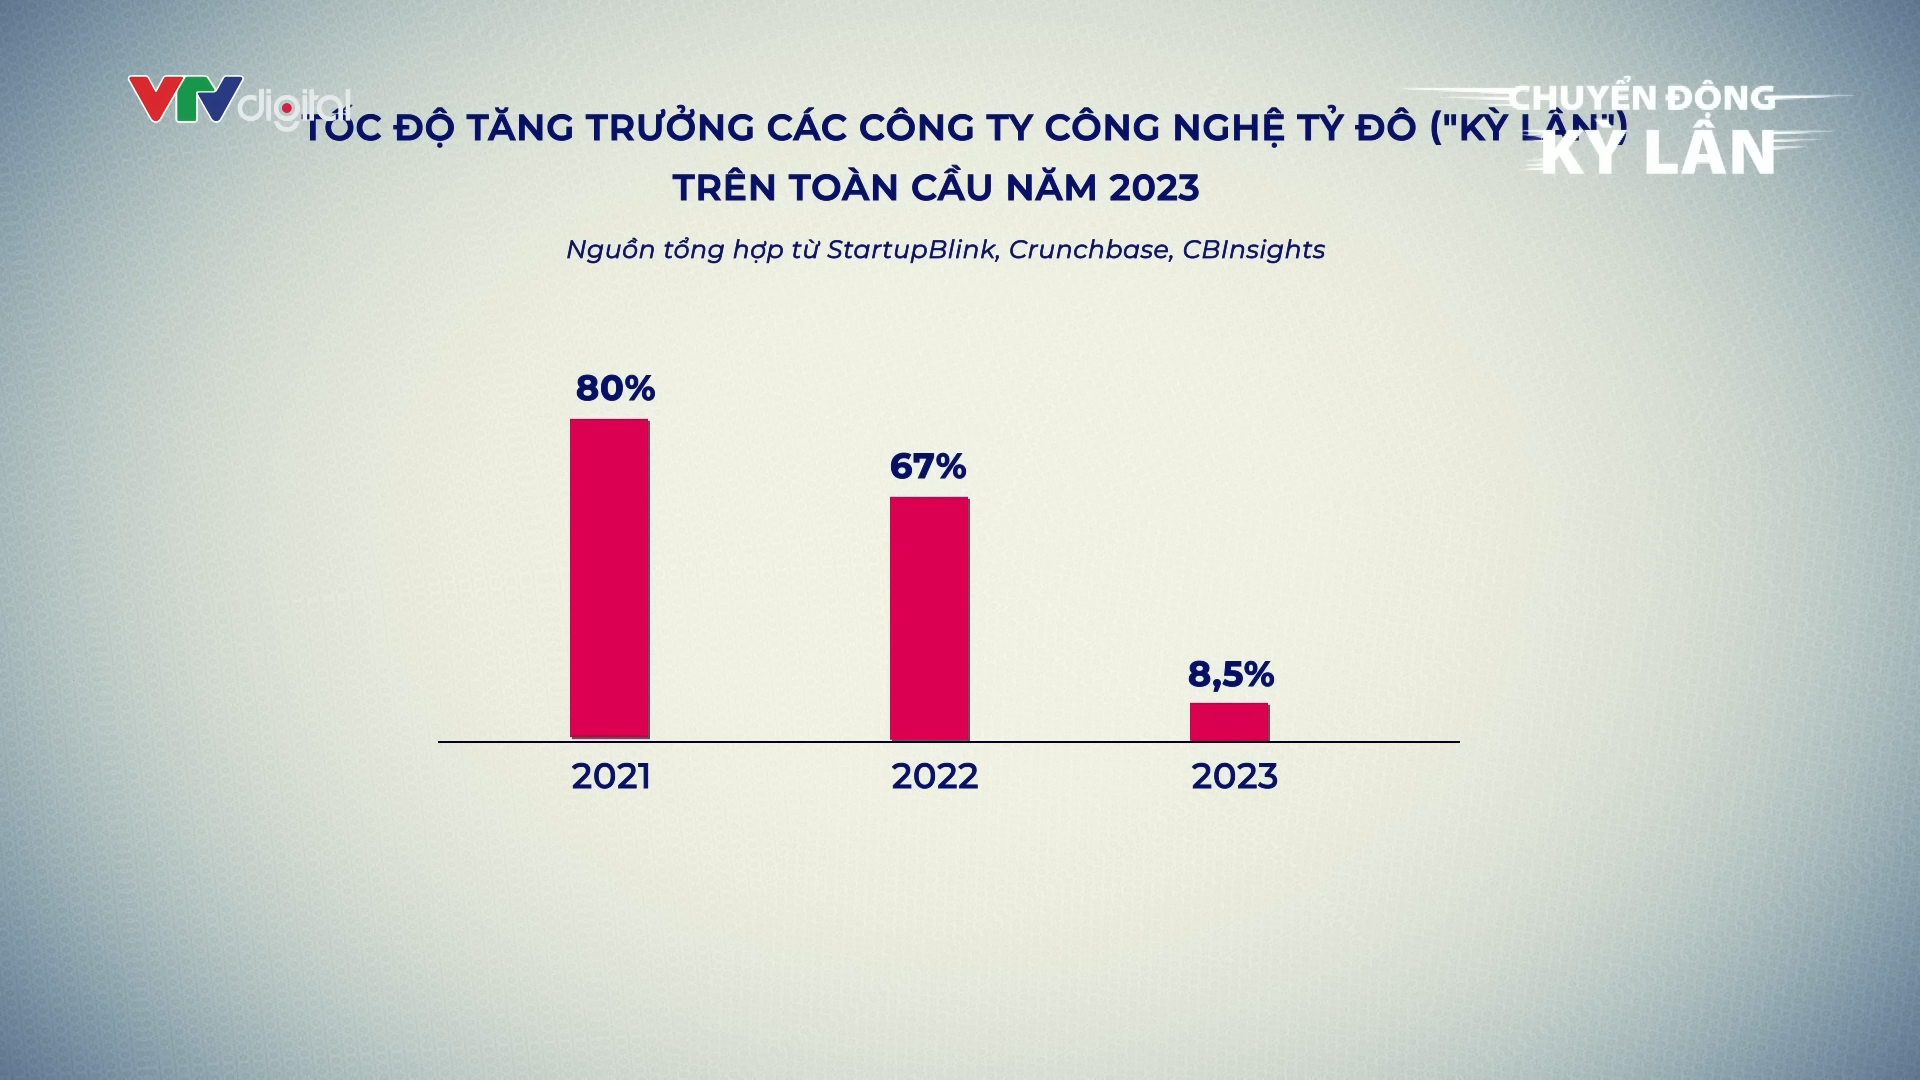 VTV digital
CHUYỂN ĐỘNG
KỲ LÂN
TỐC ĐỘ TĂNG TRƯỞNG CÁC CÔNG TY CÔNG NGHỆ TỶ ĐÔ ("KỲ LÂN")
TRÊN TOÀN CẦU NĂM 2023
Nguồn tổng hợp từ StartupBlink, Crunchbase, CBInsights
80%
67%
8,5%
2021
2022
2023